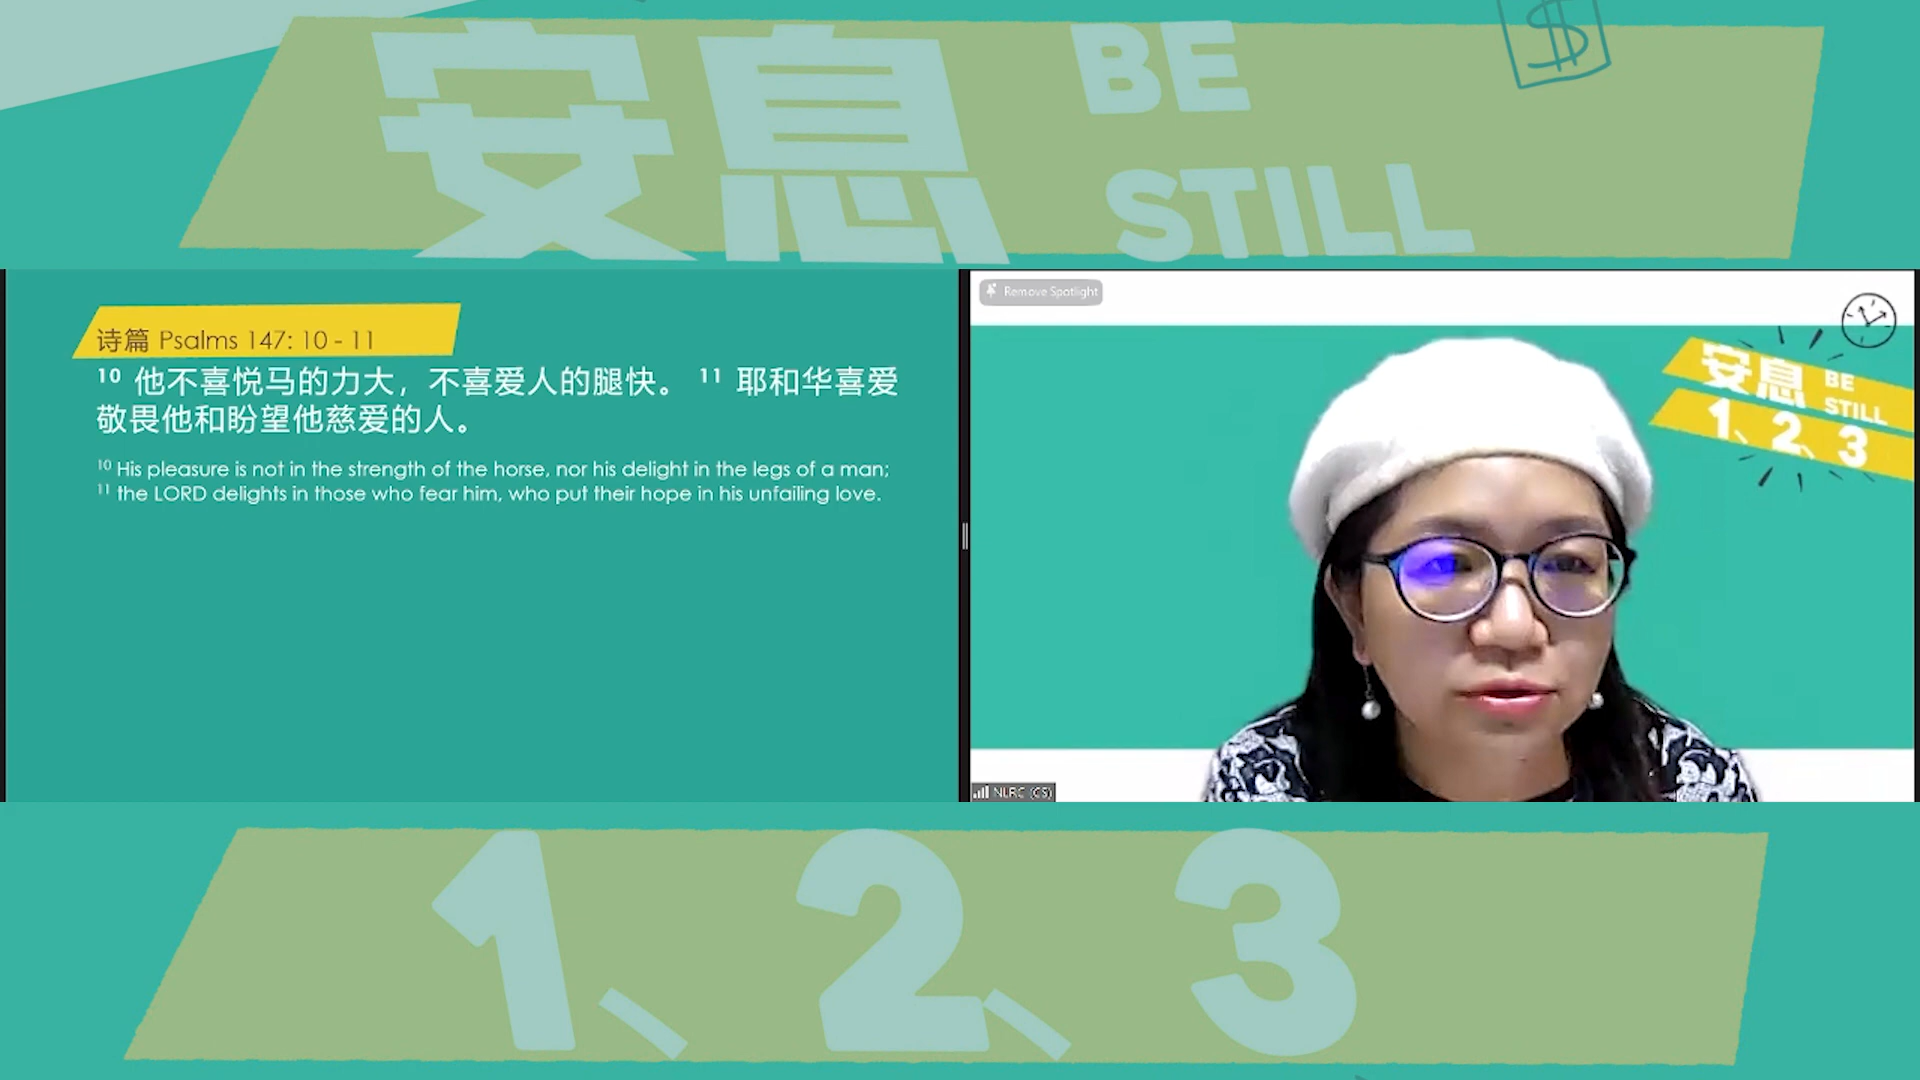 安息 BE
STILL
诗篇 Psalms 147: 10 - 11
10 他不喜悦马的力大，不喜爱人的腿快。 11 耶和华喜爱
敬畏他和盼望他慈爱的人。
10 His pleasure is not in the strength of the horse, nor his delight in the legs of a man;
11 the LORD delights in those who fear him, who put their hope in his unfailing love.
Remove Spotlight
安息 BE
STILL
1、2、3
NLRC (CS)
1、2、3